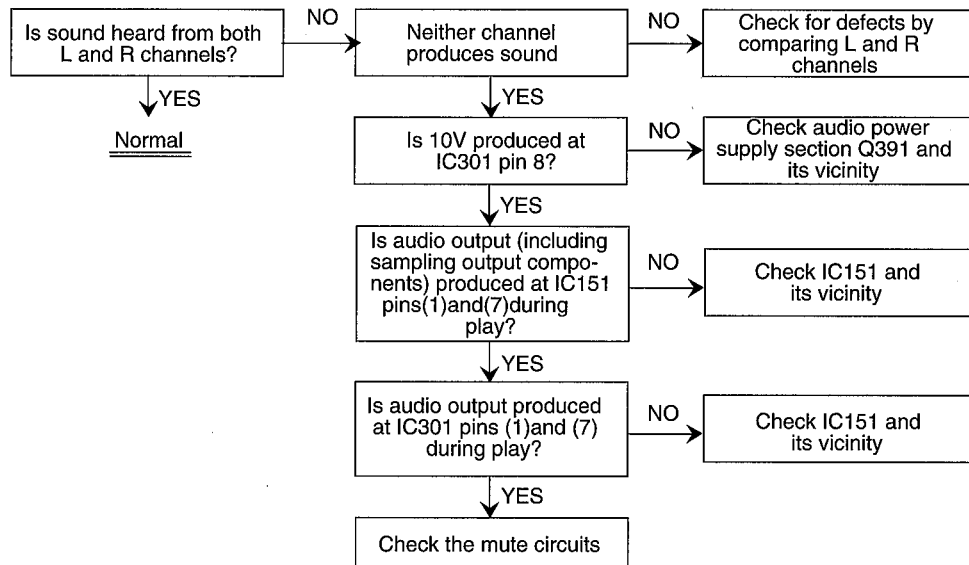 Is sound heard from both
L and R channels?
NO
Neither channel
produces sound
NO
Check for defects by
comparing L and R
channels
YES
Normal
YES
Is 10V produced at
IC301 pin 8?
NO
Check audio power
supply section Q391 and
its vicinity
YES
Is audio output (including
sampling output compo-
nents) produced at IC151
pins(1)and(7)during
play?
NO
Check IC151 and
its vicinity
YES
Is audio output produced
at IC301 pins (1)and (7)
during play?
NO
Check IC151 and
its vicinity
YES
Check the mute circuits